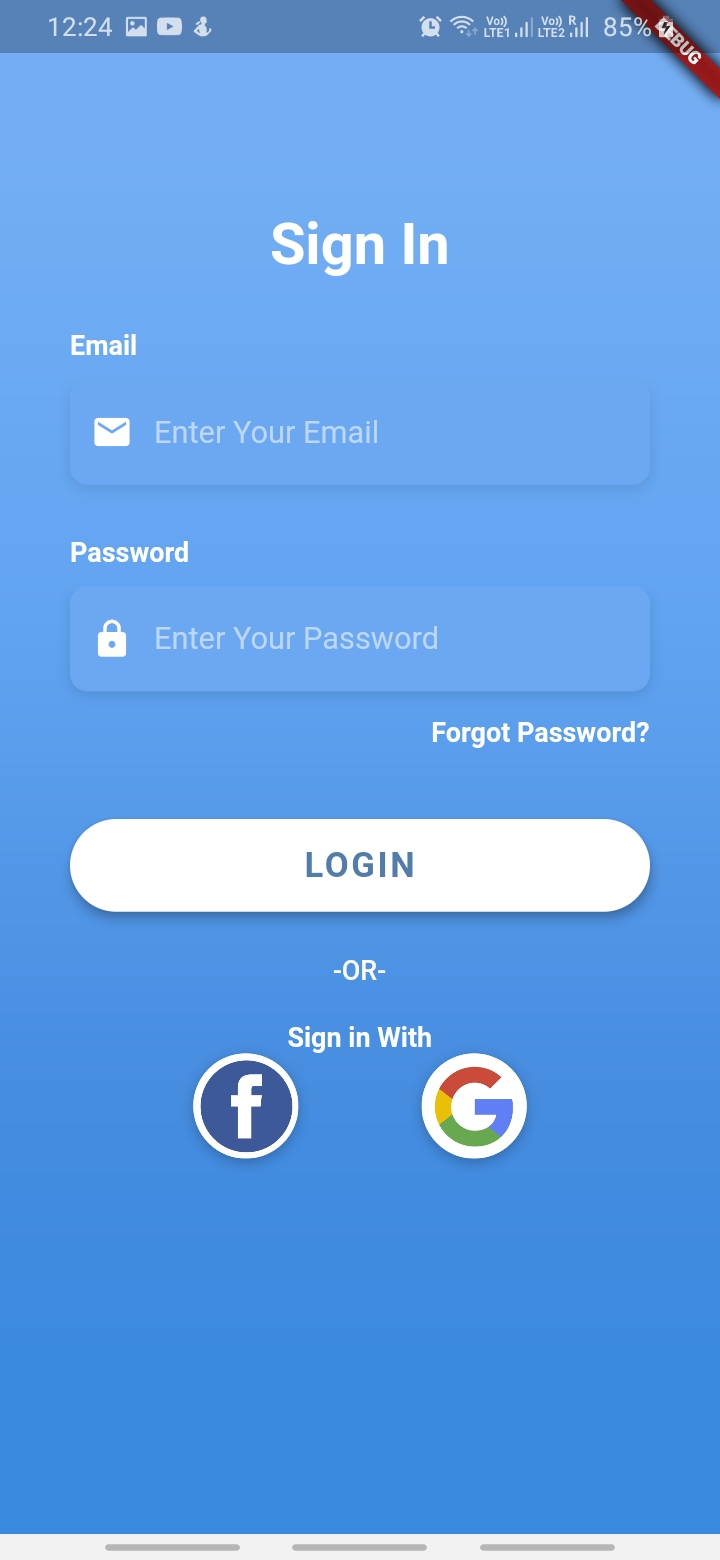 12:24 Vo) LTE1 Vo) R LTE2 85%
DEBUG
Sign In
Email
Enter Your Email
Password
Enter Your Password
Forgot Password?
LOGIN
-OR-
Sign in With
f G